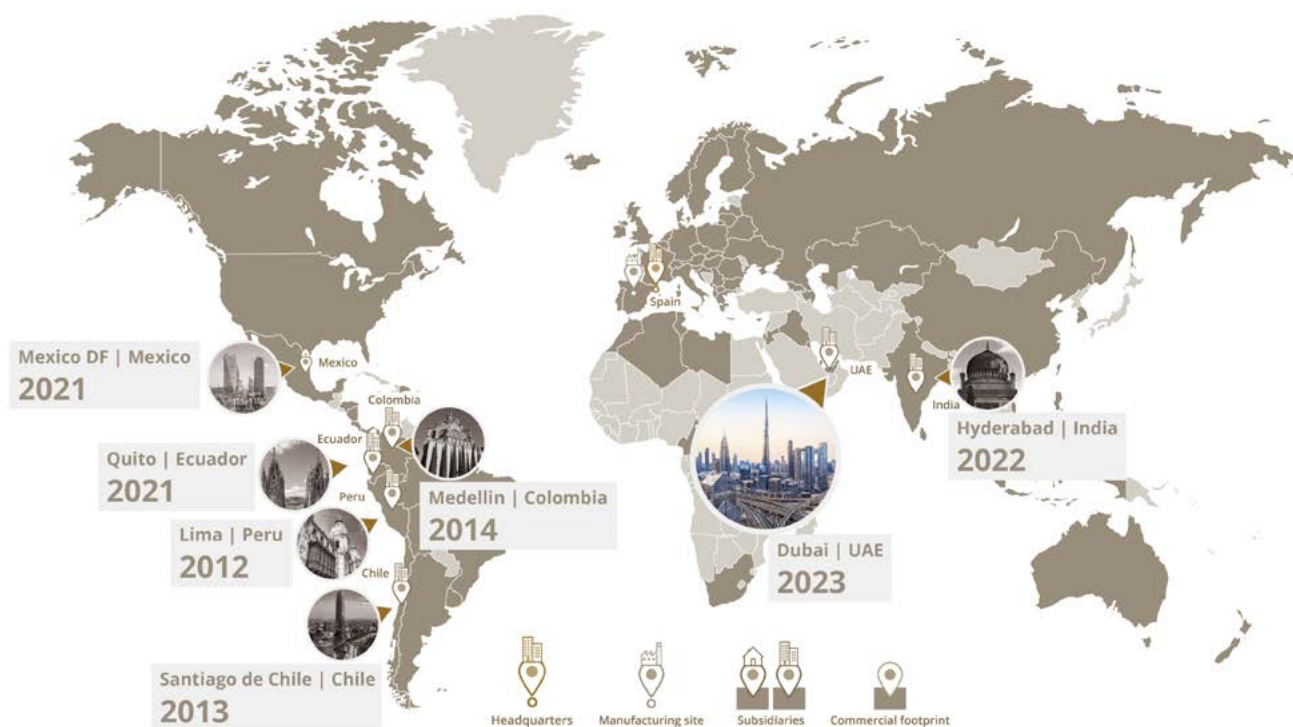 Spain
Mexico DF | Mexico
2021
Mexico
UAE
Colombia
India
Hyderabad | India
2022
Ecuador
Quito | Ecuador
2021
Medellin | Colombia
2014
Peru
Lima | Peru
2012
Dubai | UAE
2023
Chile
Santiago de Chile | Chile
2013
Headquarters
Manufacturing site
Subsidiaries
Commercial footprint